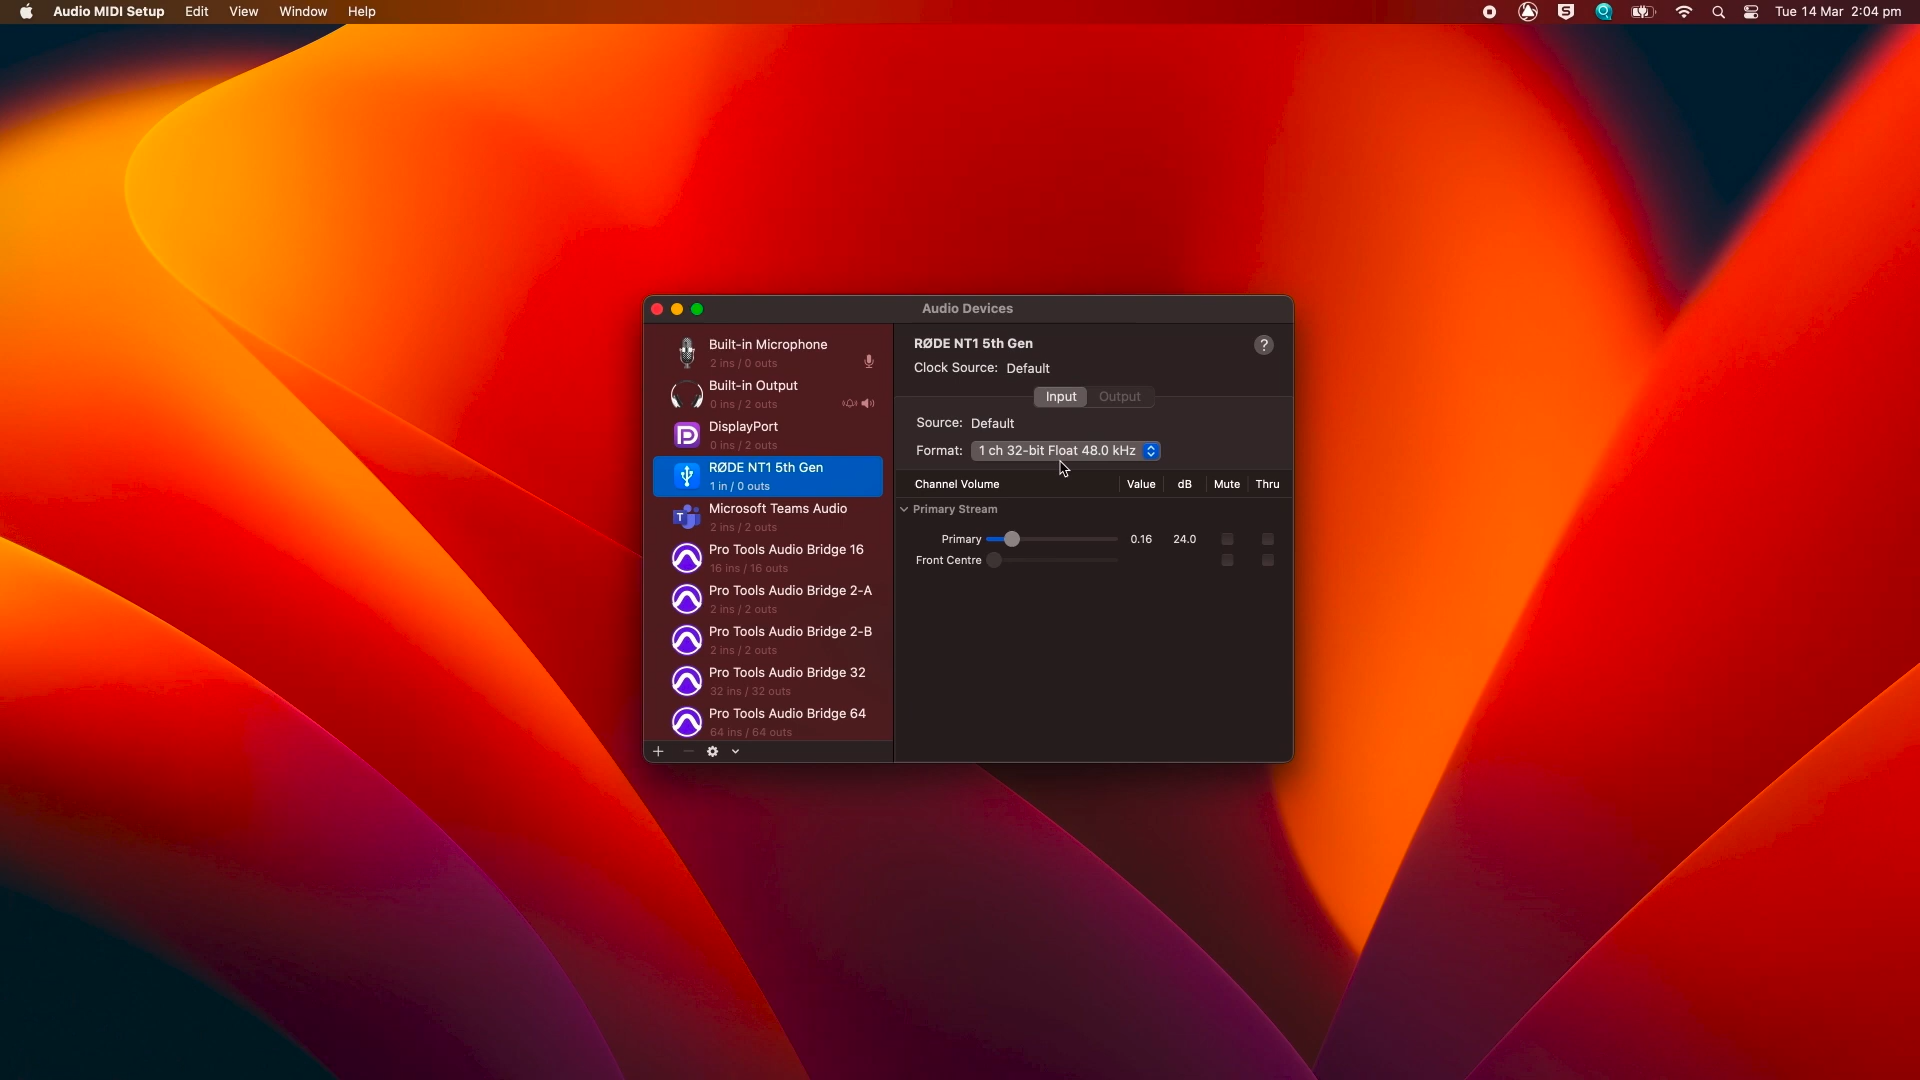 Audio MIDI Setup Edit View Window Help
Tue 14 Mar 2:04 pm
Audio Devices
Built-in Microphone
2 ins / 0 outs
Built-in Output
0 ins / 2 outs
DisplayPort
0 ins / 2 outs
RØDE NT1 5th Gen
1 in / 0 outs
Microsoft Teams Audio
2 ins / 2 outs
Pro Tools Audio Bridge 16
16 ins / 16 outs
Pro Tools Audio Bridge 2-A
2 ins / 2 outs
Pro Tools Audio Bridge 2-B
2 ins / 2 outs
Pro Tools Audio Bridge 32
32 ins / 32 outs
Pro Tools Audio Bridge 64
64 ins / 64 outs
RØDE NT1 5th Gen
?
Clock Source: Default
Input Output
Source: Default
Format: 1 ch 32-bit Float 48.0 kHz
Channel Volume Value dB Mute Thru
Primary Stream
Primary 0.16 24.0
Front Centre